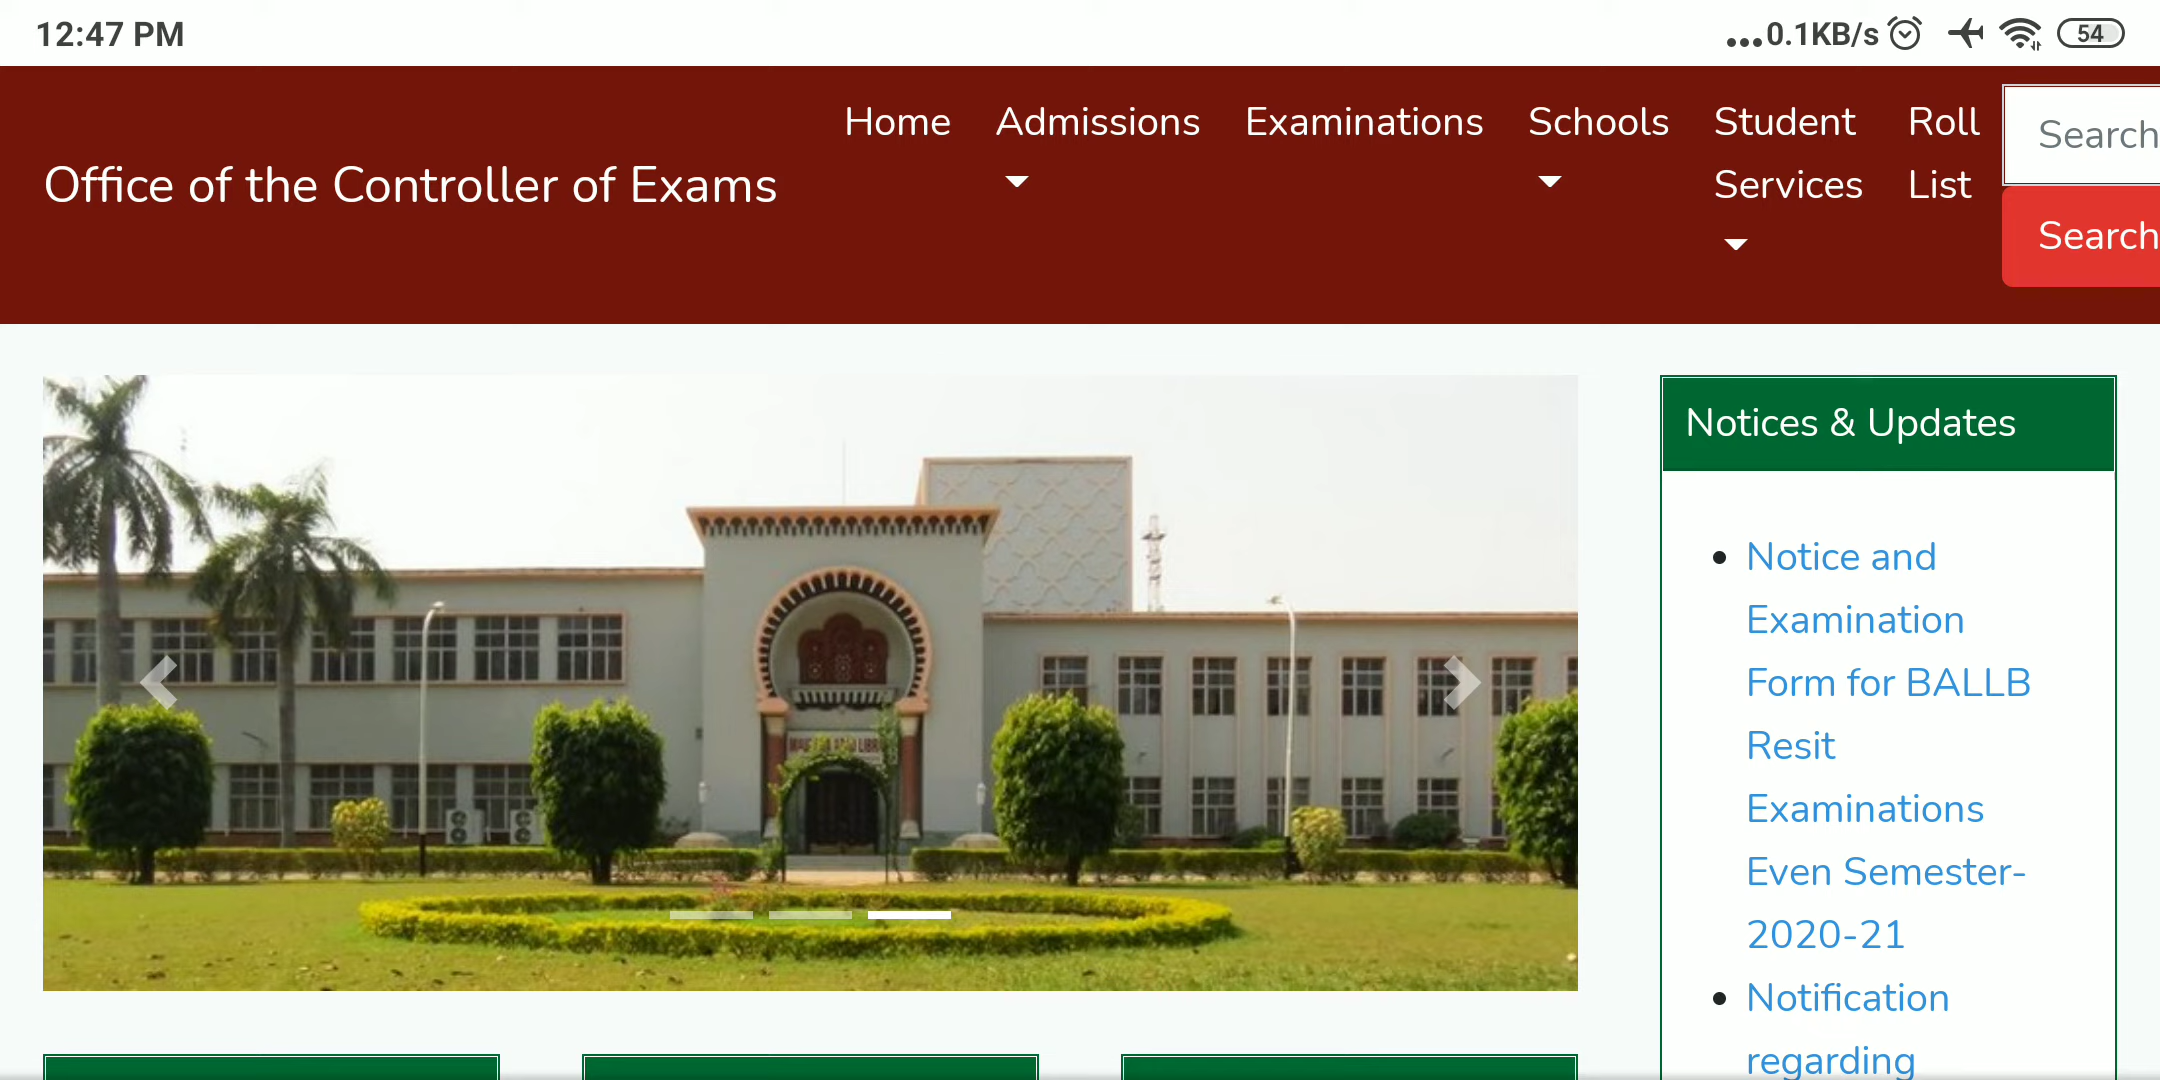 12:47 PM
...0.1KB/s
54
Office of the Controller of Exams
Home
Admissions
Examinations
Schools
Student
Services
Roll
List
Search
Search
Notices & Updates
Notice and
Examination
Form for BALLB
Resit
Examinations
Even Semester-
2020-21
Notification
regarding